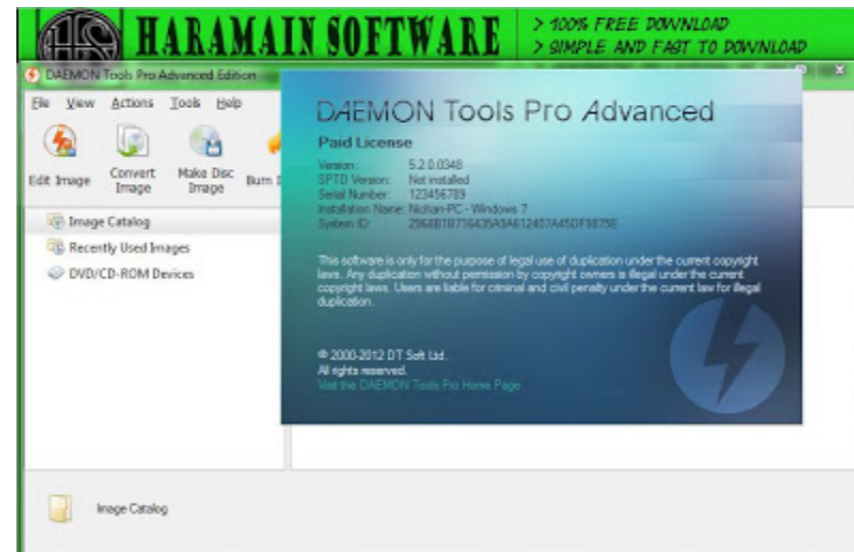 HS HARAMAIN SOFTWARE
> 100% FREE DOWNLOAD
> SIMPLE AND FAST TO DOWNLOAD
DAEMON Tools Pro Advanced Edition
File View Actions Tools Help
Edit Image
Convert Image
Make Disc Image
Burn
Image Catalog
Recently Used Images
DVD/CD-ROM Devices
DAEMON Tools Pro Advanced
Paid License
Version: 5.2.0.0348
SPTD Version: Not installed
Serial Number: 123456789
Installation Name: Nichan-PC - Windows 7
System ID:
This software is only for the purpose of legal use of duplication under the current copyright
laws. Any duplication without permission by copyright owners is illegal under the current
copyright laws. Users are liable for criminal and civil penalty under the current law for illegal
duplication.
© 2000-2012 DT Soft Ltd.
All rights reserved.
Visit the DAEMON Tools Pro Home Page
Image Catalog